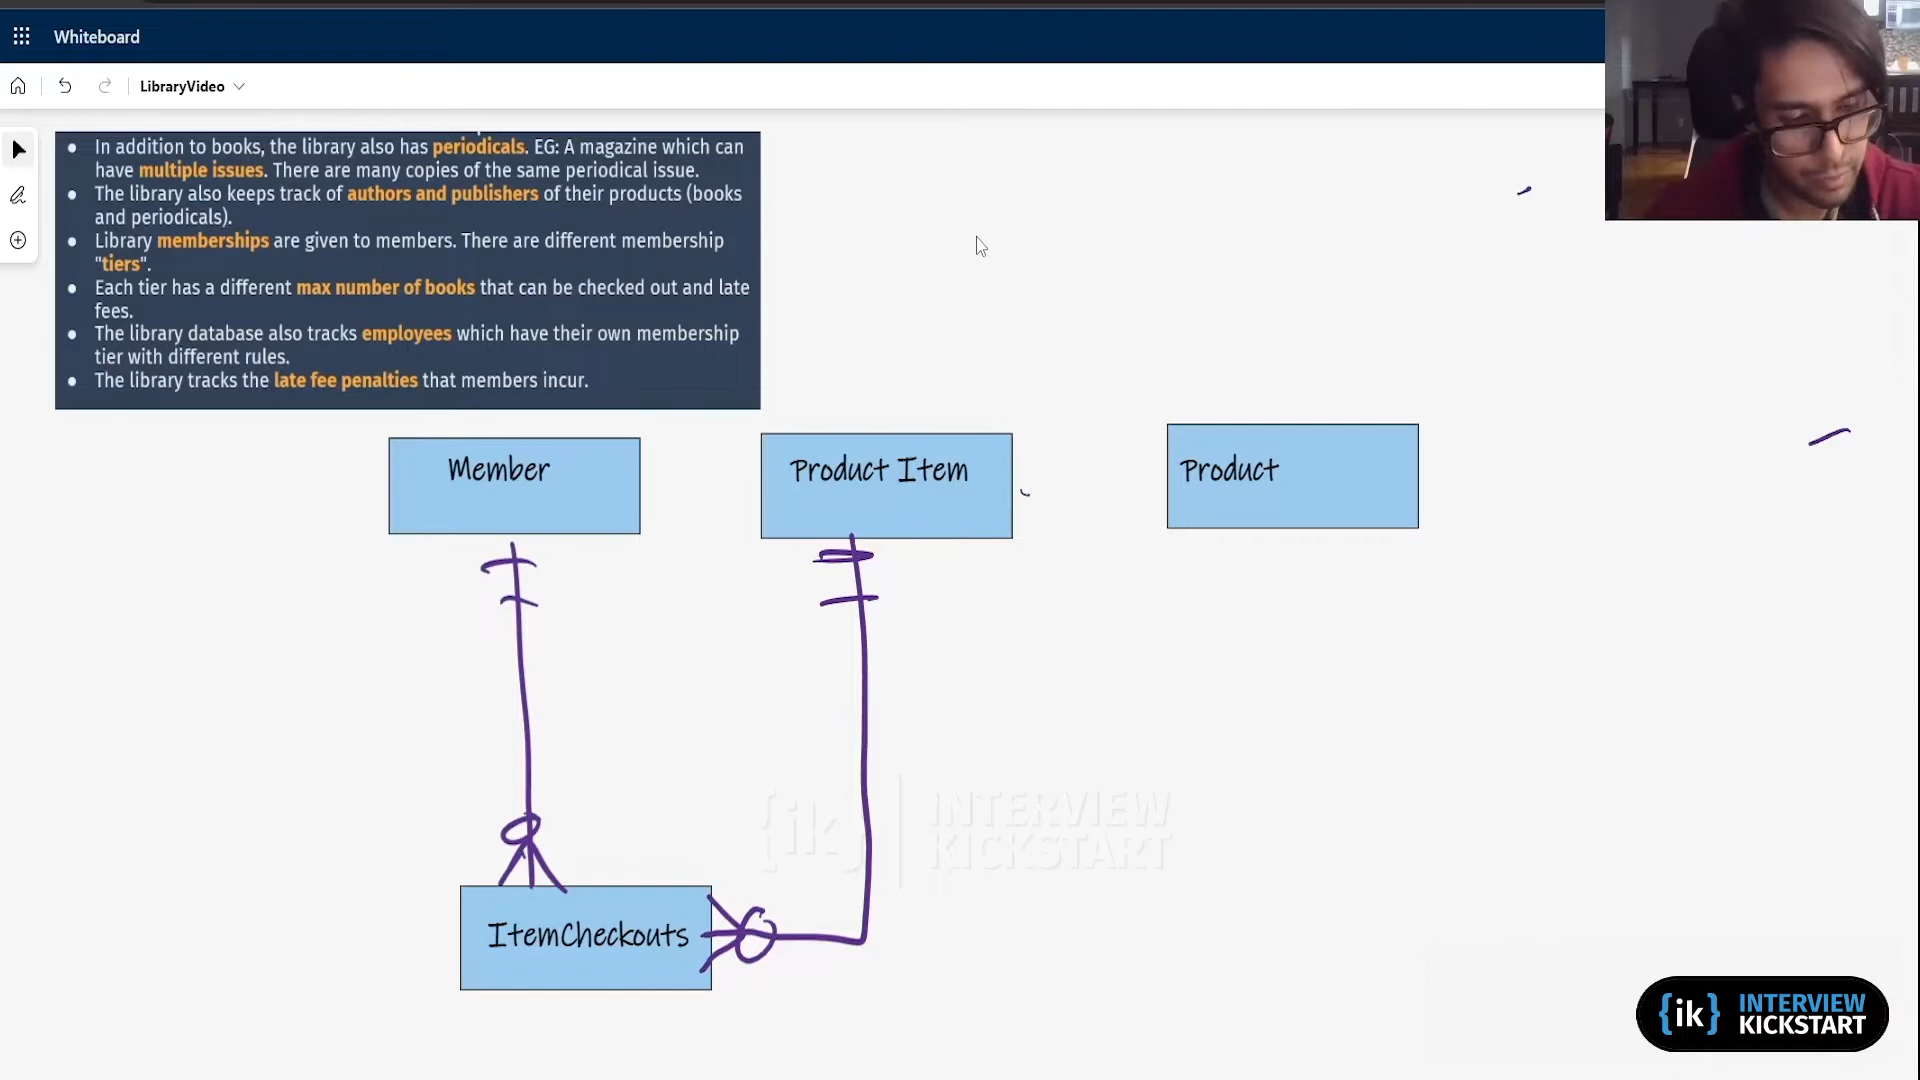 Whiteboard
LibraryVideo
In addition to books, the library also has periodicals. EG: A magazine which can
have multiple issues. There are many copies of the same periodical issue.
The library also keeps track of authors and publishers of their products (books
and periodicals).
Library memberships are given to members. There are different membership
"tiers".
Each tier has a different max number of books that can be checked out and late
fees.
The library database also tracks employees which have their own membership
tier with different rules.
The library tracks the late fee penalties that members incur.
Member
Product Item
Product
ItemCheckouts
{ik} INTERVIEW
KICKSTART
{ik} INTERVIEW
KICKSTART